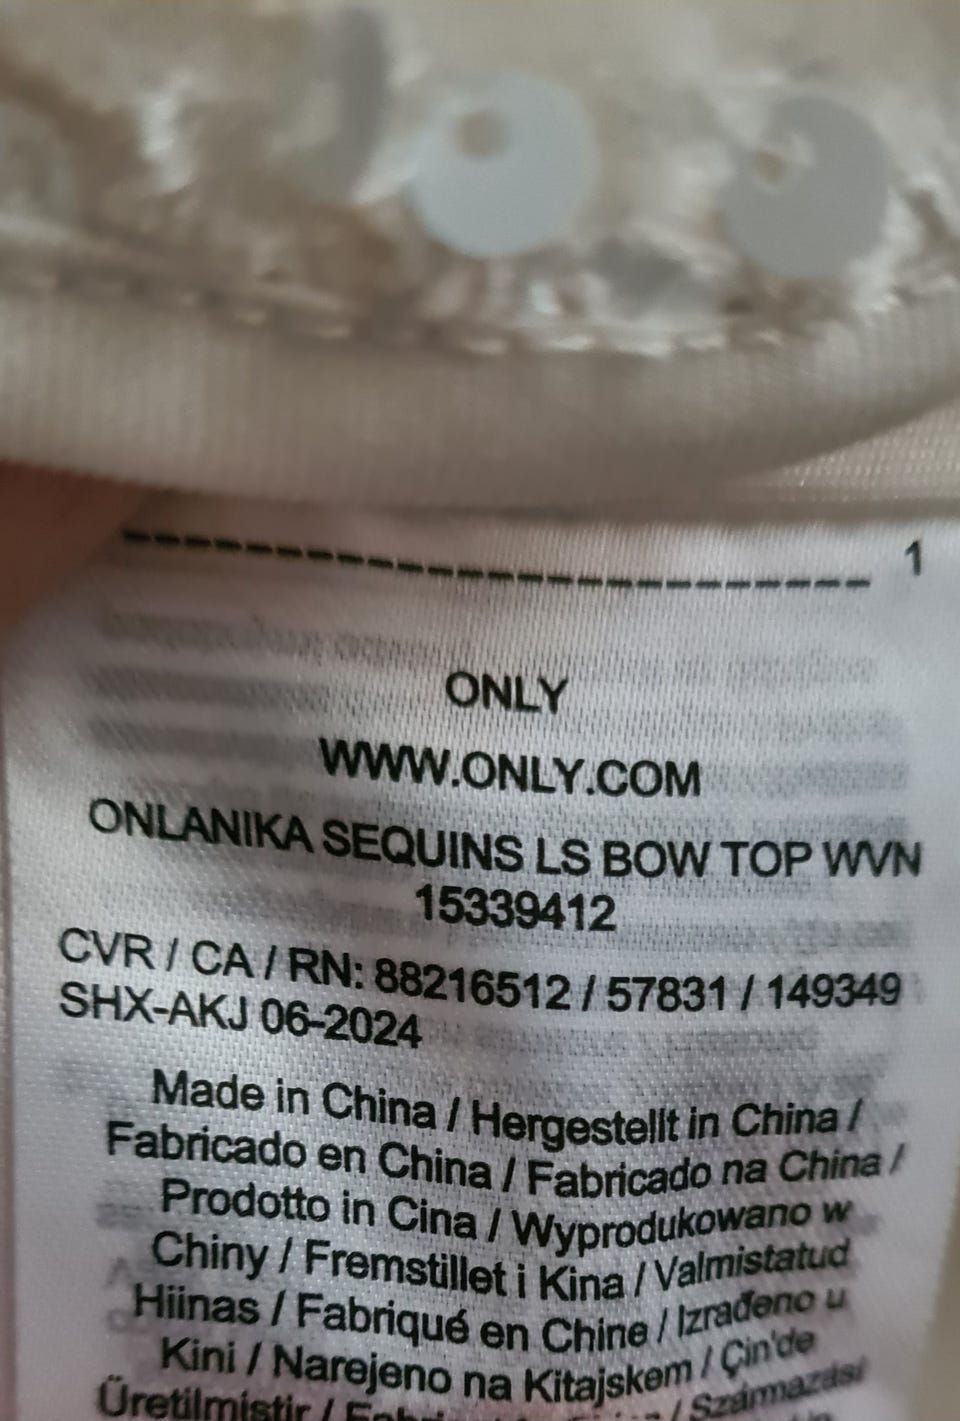 1
ONLY
WWW.ONLY.COM
ONLANIKA SEQUINS LS BOW TOP WVN
15339412
CVR / CA / RN: 88216512 / 57831 / 149349
SHX-AKJ 06-2024
Made in China / Hergestellt in China /
Fabricado en China / Fabricado na China /
Prodotto in Cina / Wyprodukowano w
Chiny / Fremstillet i Kina / Valmistatud
Hiinas / Fabriqué en Chine / Izrađeno u
Kini / Narejeno na Kitajskem / Çin'de
Üretilmistir / / Származási